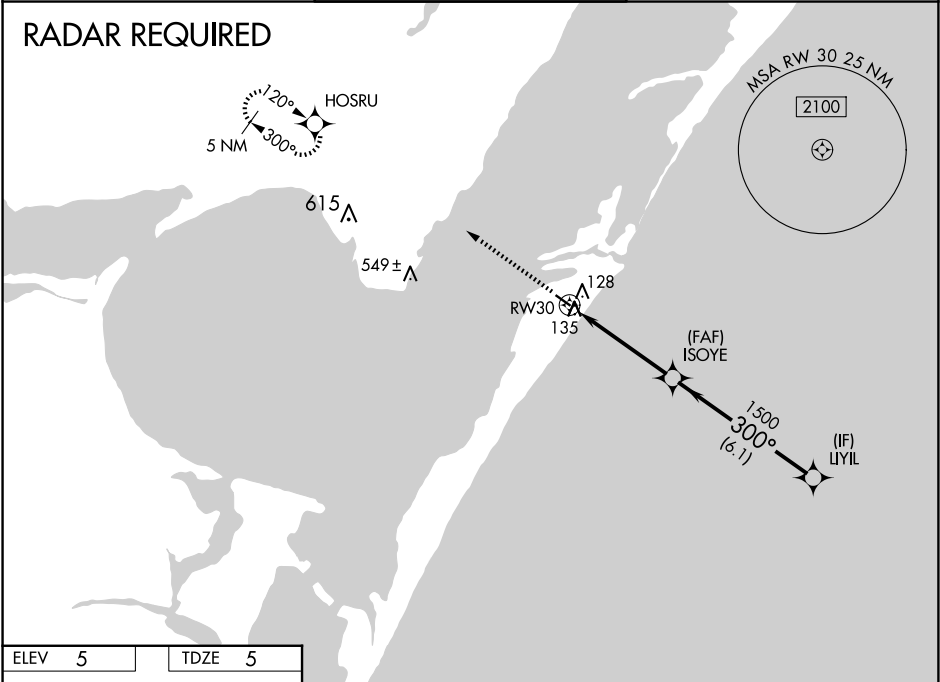 RADAR REQUIRED
MSA RW 30 25 NM
2100
120°
HOSRU
300°
5 NM
615
549±
128
RW30
135
(FAF)
ISOYE
1500
300°
(6.1)
(IF)
LIYIL
ELEV 5
TDZE 5